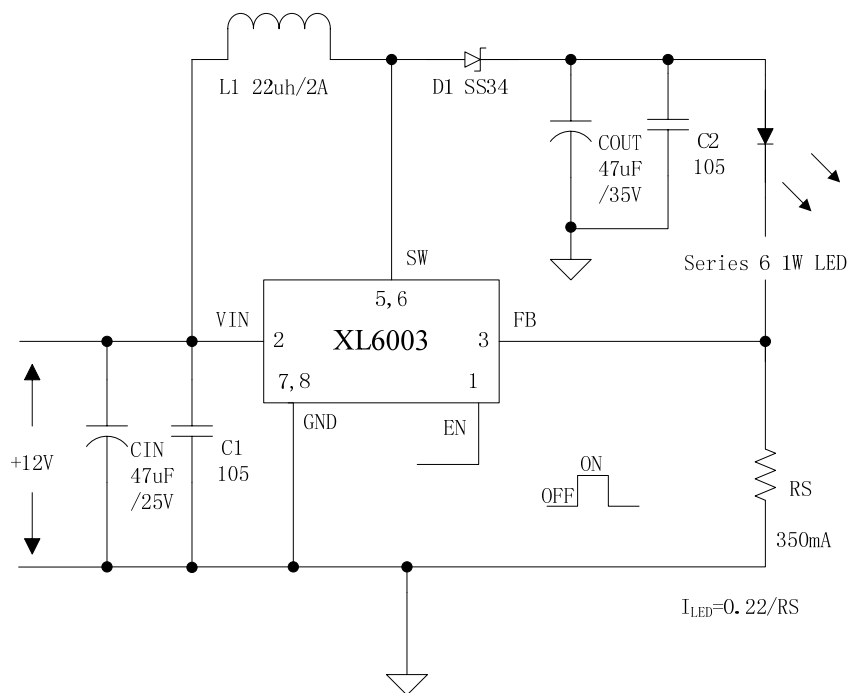 L1 22uh/2A
D1 SS34
COUT
47uF
/35V
C2
105
SW
Series 6 1W LED
5,6
VIN
FB
2
XL6003
3
7,8
1
GND
EN
+12V
CIN
47uF
/25V
C1
105
ON
OFF
RS
350mA
ILED=0.22/RS